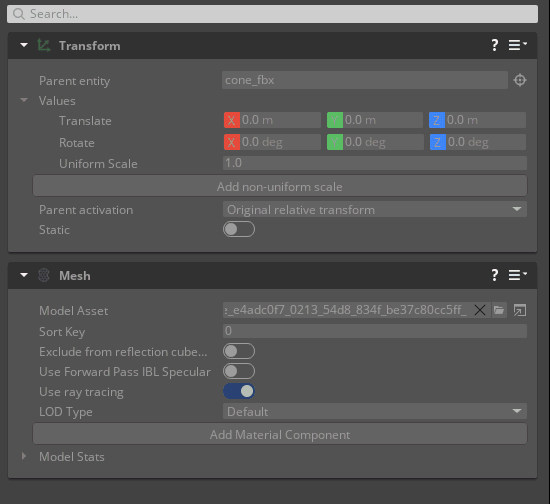 Search...
Transform ?
Parent entity cone_fbx
Values
Translate X 0.0 m Y 0.0 m Z 0.0 m
Rotate X 0.0 deg Y 0.0 deg Z 0.0 deg
Uniform Scale 1.0
Add non-uniform scale
Parent activation Original relative transform
Static
Mesh ?
Model Asset :_e4adc0f7_0213_54d8_834f_be37c80cc5ff_
Sort Key 0
Exclude from reflection cube...
Use Forward Pass IBL Specular
Use ray tracing
LOD Type Default
Add Material Component
Model Stats